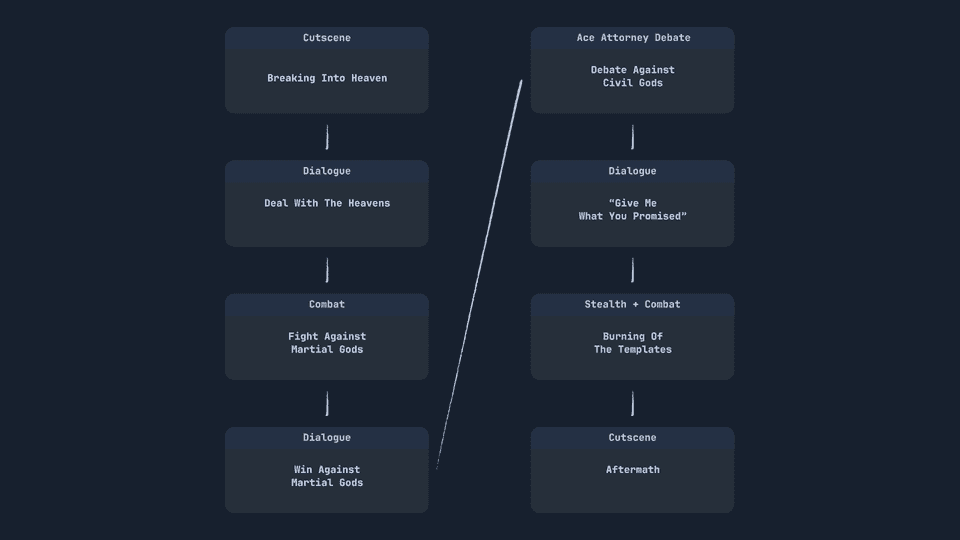 Cutscene
Breaking Into Heaven
Dialogue
Deal With The Heavens
Combat
Fight Against
Martial Gods
Dialogue
Win Against
Martial Gods
Ace Attorney Debate
Debate Against
Civil Gods
Dialogue
“Give Me
What You Promised”
Stealth + Combat
Burning Of
The Templates
Cutscene
Aftermath